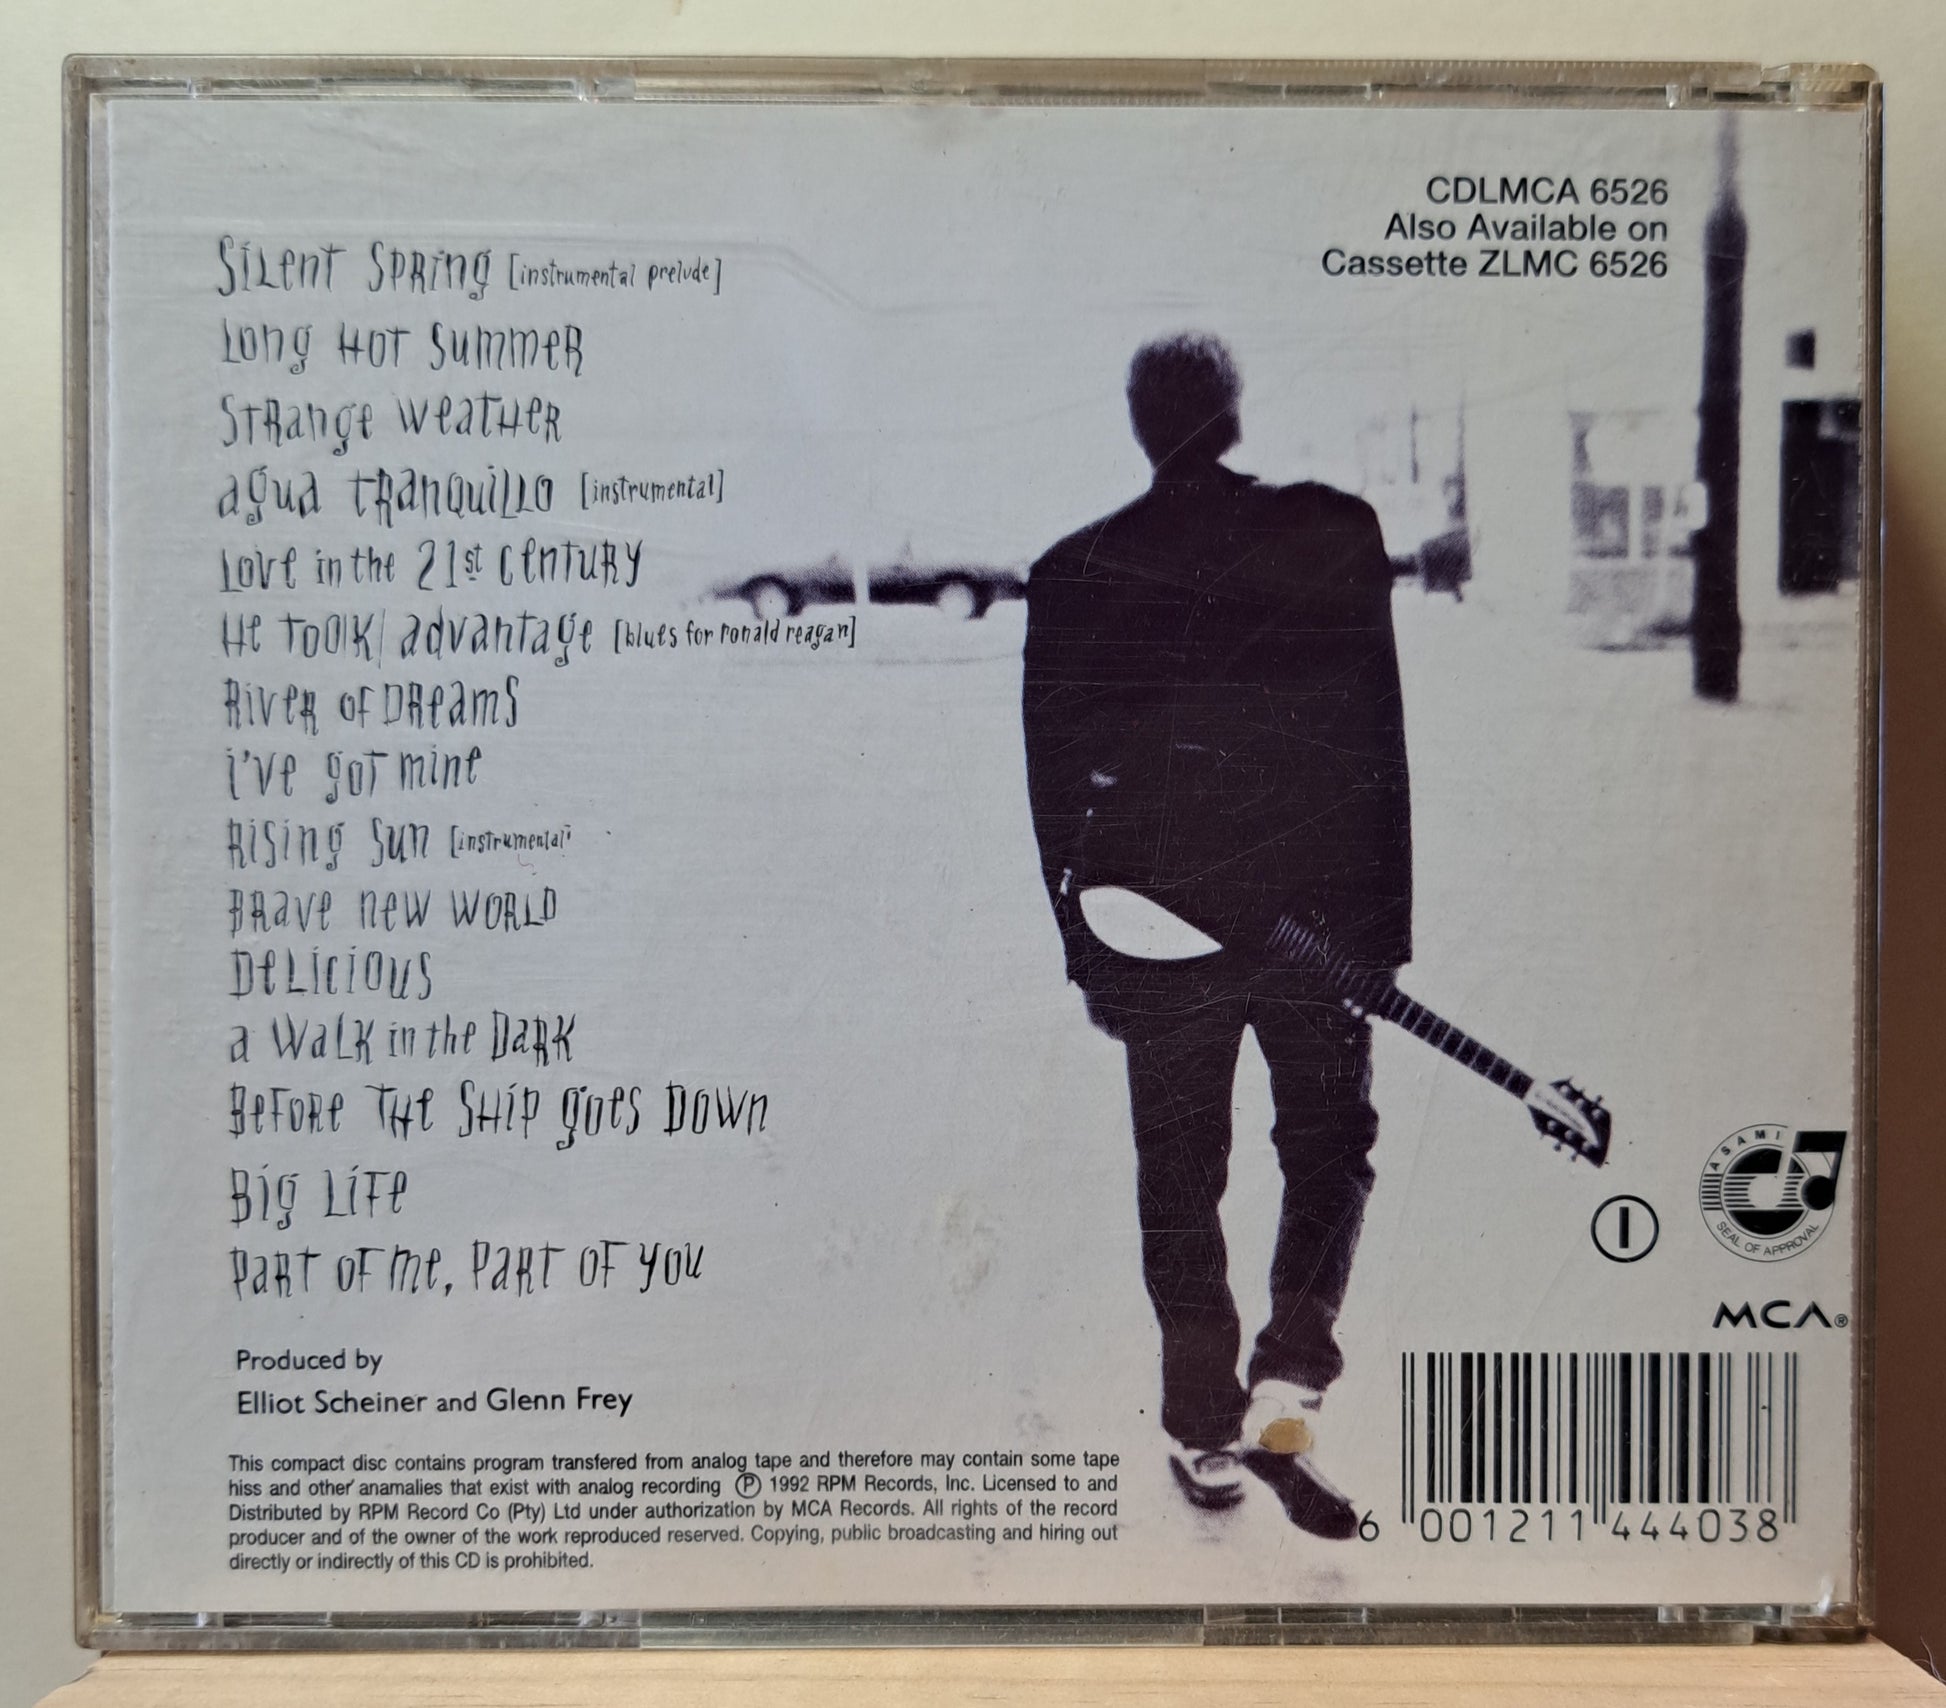 Silent Spring [instrumental prelude]
Long Hot Summer
Strange Weather
Agua Tranquillo [instrumental]
Love in the 21st Century
He Took Advantage [blues for ronald reagan]
River of Dreams
I've Got Mine
Rising Sun [instrumental]
Brave New World
Delicious
A Walk in the Dark
Before the Ship Goes Down
Big Life
Part of Me, Part of You
Produced by
Elliot Scheiner and Glenn Frey
This compact disc contains program transfered from analog tape and therefore may contain some tape
hiss and other anamalies that exist with analog recording Ⓟ 1992 RPM Records, Inc. Licensed to and
Distributed by RPM Record Co (Pty) Ltd under authorization by MCA Records. All rights of the record
producer and of the owner of the work reproduced reserved. Copying, public broadcasting and hiring out
directly or indirectly of this CD is prohibited.
CDLMCA 6526
Also Available on
Cassette ZLMC 6526
I
ASAMI
SEAL OF APPROVAL
MCA®
6 001211 444038